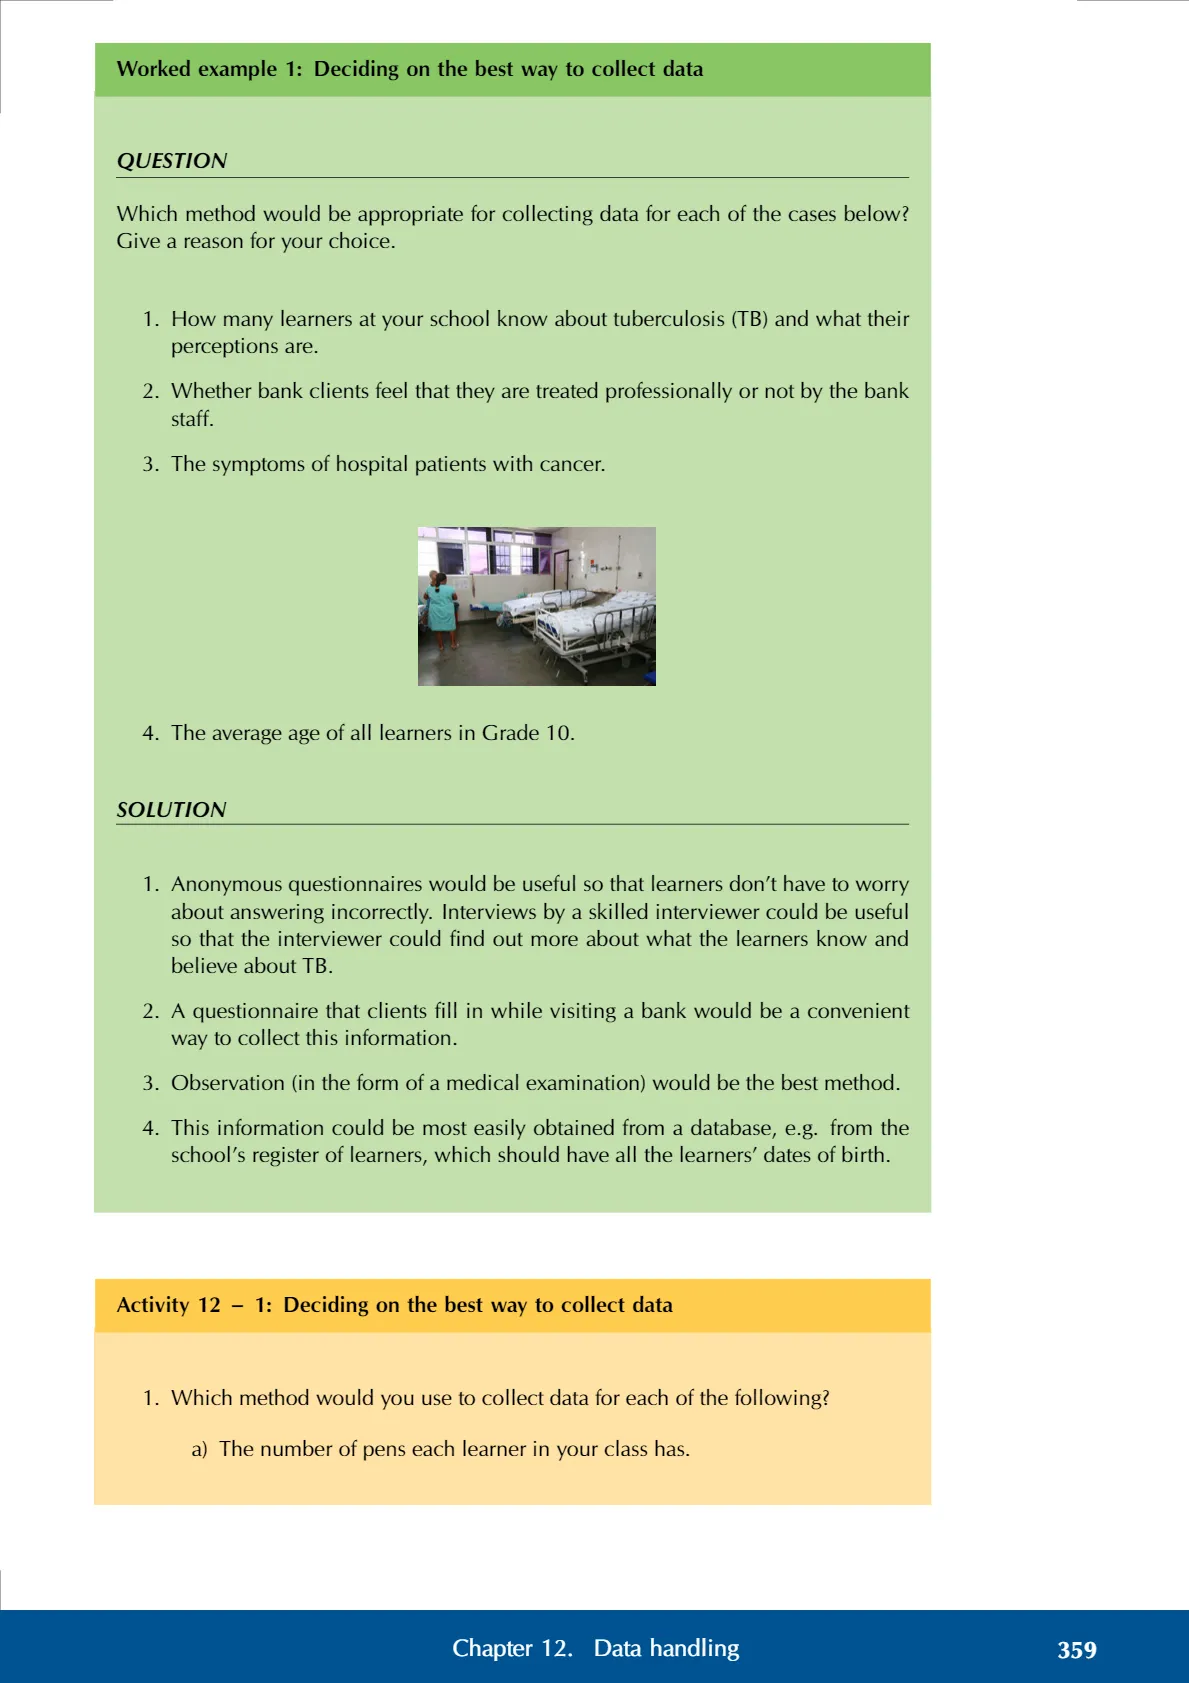 Worked example 1: Deciding on the best way to collect data
QUESTION
Which method would be appropriate for collecting data for each of the cases below?
Give a reason for your choice.
1. How many learners at your school know about tuberculosis (TB) and what their
perceptions are.
2. Whether bank clients feel that they are treated professionally or not by the bank
staff.
3. The symptoms of hospital patients with cancer.
4. The average age of all learners in Grade 10.
SOLUTION
1. Anonymous questionnaires would be useful so that learners don’t have to worry
about answering incorrectly. Interviews by a skilled interviewer could be useful
so that the interviewer could find out more about what the learners know and
believe about TB.
2. A questionnaire that clients fill in while visiting a bank would be a convenient
way to collect this information.
3. Observation (in the form of a medical examination) would be the best method.
4. This information could be most easily obtained from a database, e.g. from the
school’s register of learners, which should have all the learners’ dates of birth.
Activity 12 – 1: Deciding on the best way to collect data
1. Which method would you use to collect data for each of the following?
a) The number of pens each learner in your class has.
Chapter 12. Data handling
359